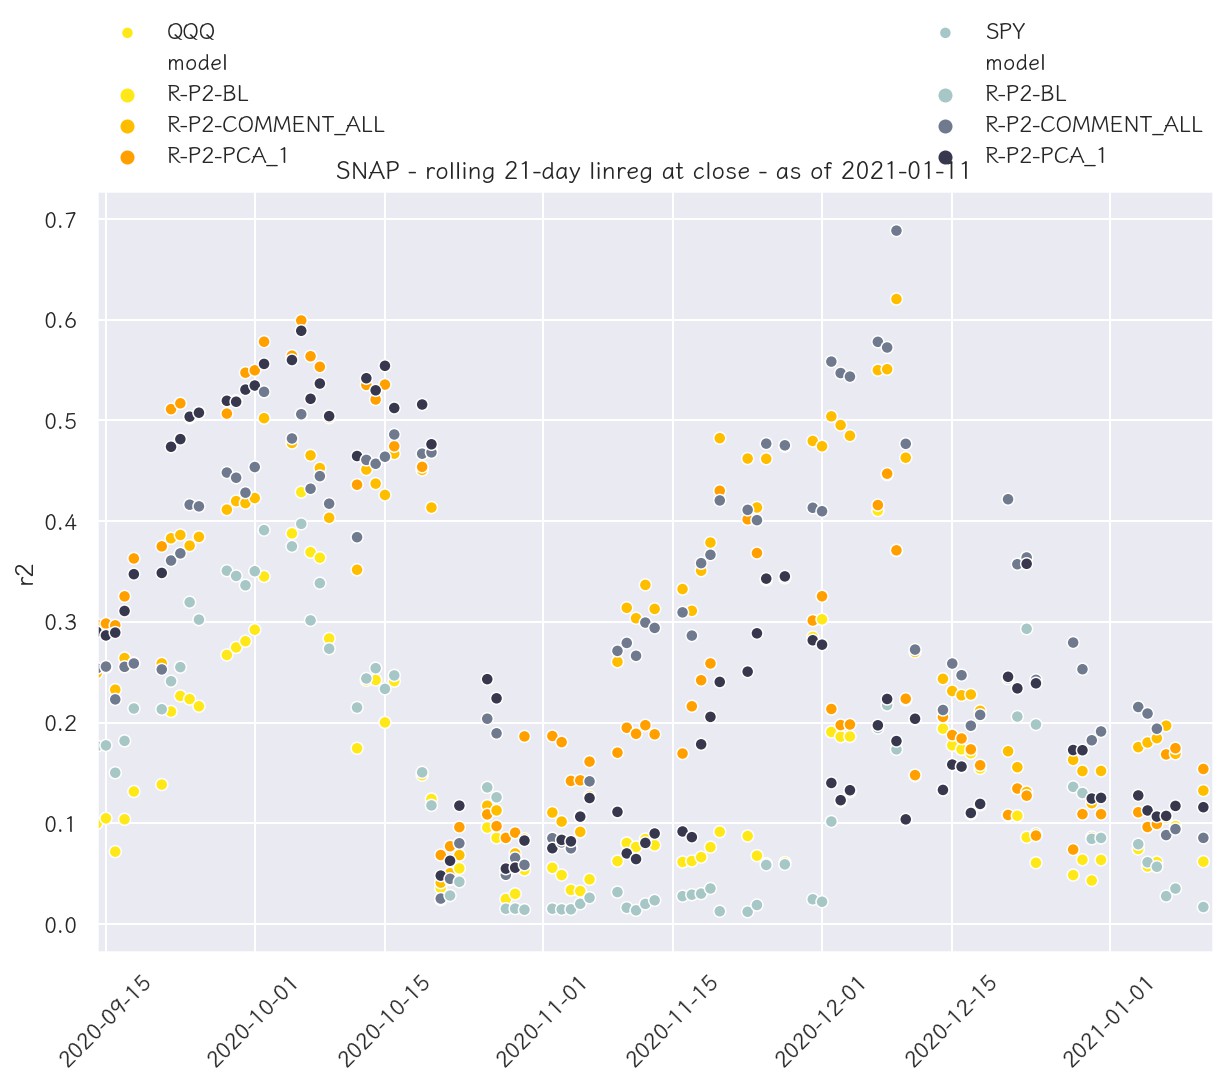 QQQ
model
R-P2-BL
R-P2-COMMENT_ALL
R-P2-PCA_1
SPY
model
R-P2-BL
R-P2-COMMENT_ALL
R-P2-PCA_1
SNAP - rolling 21-day linreg at close - as of 2021-01-11
r2
0.7
0.6
0.5
0.4
0.3
0.2
0.1
0.0
2020-09-15
2020-10-01
2020-10-15
2020-11-01
2020-11-15
2020-12-01
2020-12-15
2021-01-01